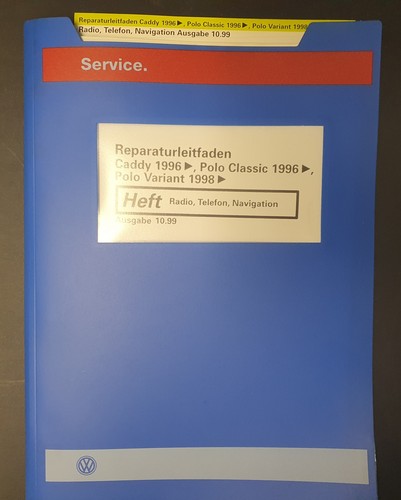 Reparaturleitfaden Caddy 1996 ▶, Polo Classic 1996 ▶, Polo Variant 1998
Radio, Telefon, Navigation Ausgabe 10.99
Service.
Reparaturleitfaden
Caddy 1996 ▶, Polo Classic 1996 ▶,
Polo Variant 1998 ▶
Heft Radio, Telefon, Navigation
Ausgabe 10.99
VW